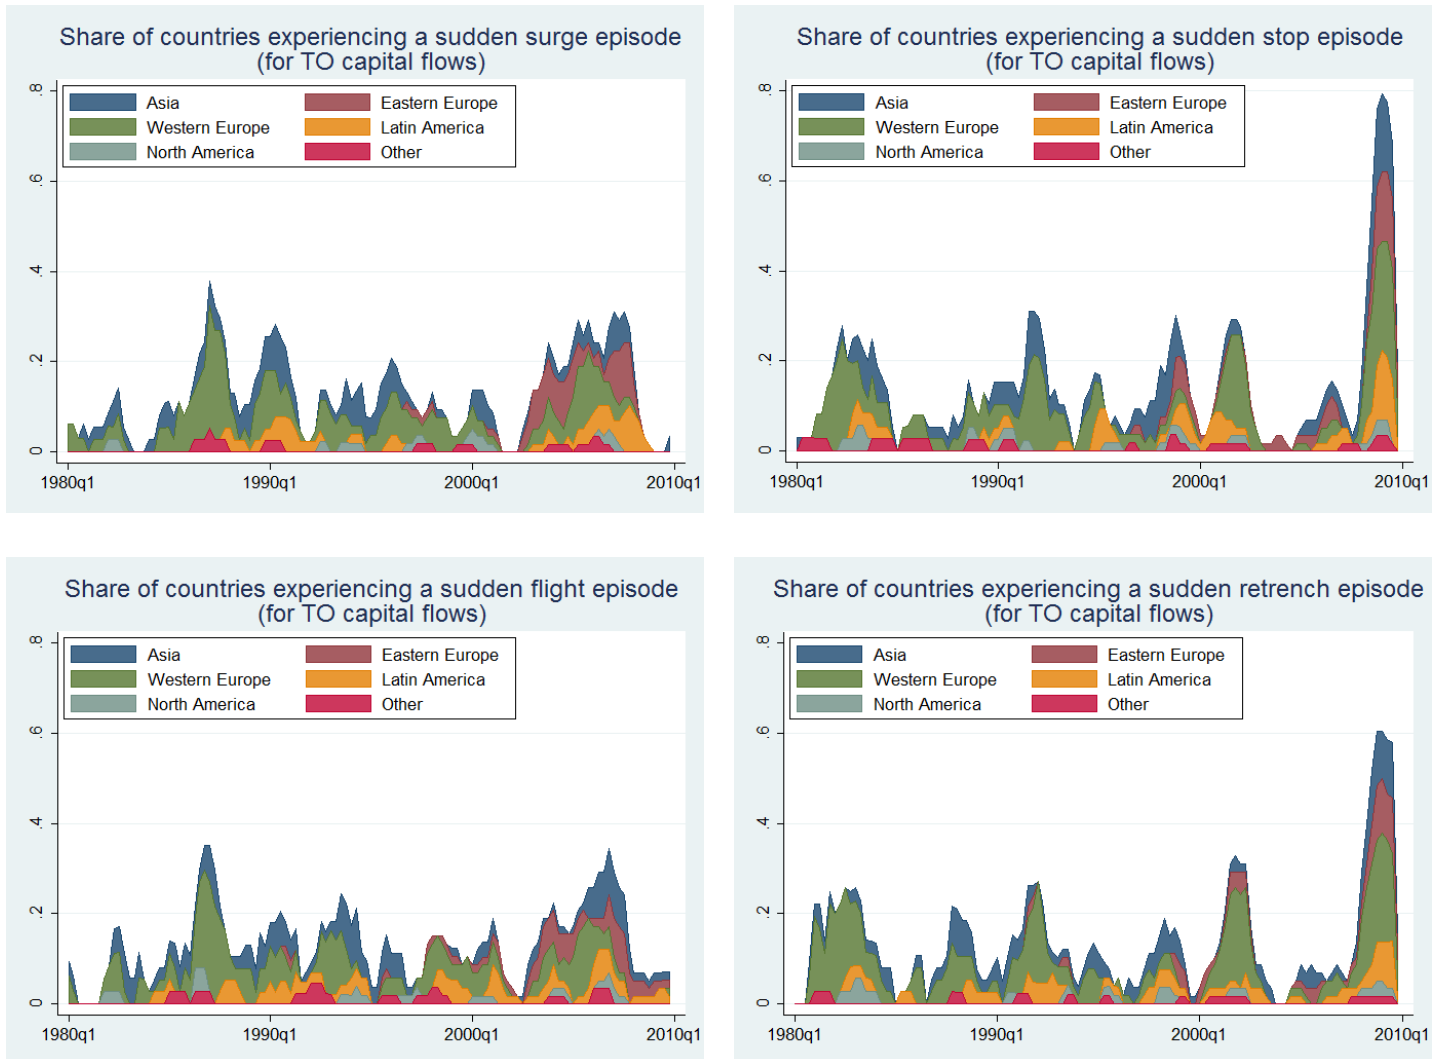 Share of countries experiencing a sudden surge episode
(for TO capital flows)
.8
.6
.4
.2
0
Asia
Eastern Europe
Western Europe
Latin America
North America
Other
1980q1
1990q1
2000q1
2010q1
Share of countries experiencing a sudden stop episode
(for TO capital flows)
.8
.6
.4
.2
0
Asia
Eastern Europe
Western Europe
Latin America
North America
Other
1980q1
1990q1
2000q1
2010q1
Share of countries experiencing a sudden flight episode
(for TO capital flows)
.8
.6
.4
.2
0
Asia
Eastern Europe
Western Europe
Latin America
North America
Other
1980q1
1990q1
2000q1
2010q1
Share of countries experiencing a sudden retrench episode
(for TO capital flows)
.8
.6
.4
.2
0
Asia
Eastern Europe
Western Europe
Latin America
North America
Other
1980q1
1990q1
2000q1
2010q1